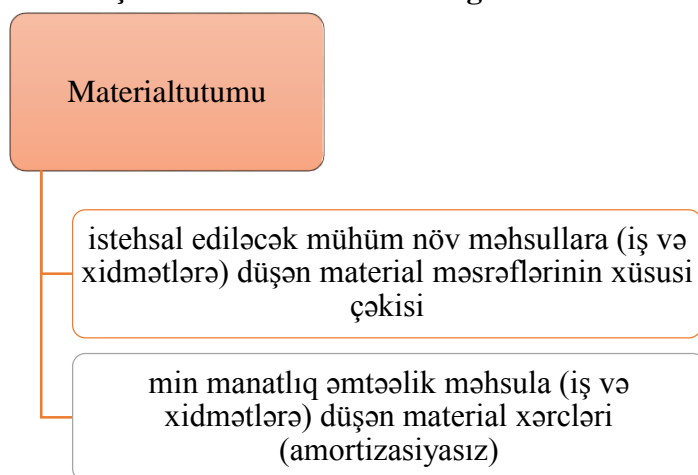 Materialtutumu
istehsal ediləcək mühüm növ məhsullara (iş və
xidmətlərə) düşən material məsrəflərinin xüsusi
çəkisi
min manatlıq əmtəəlik məhsula (iş və
xidmətlərə) düşən material xərcləri
(amortizasiyasız)